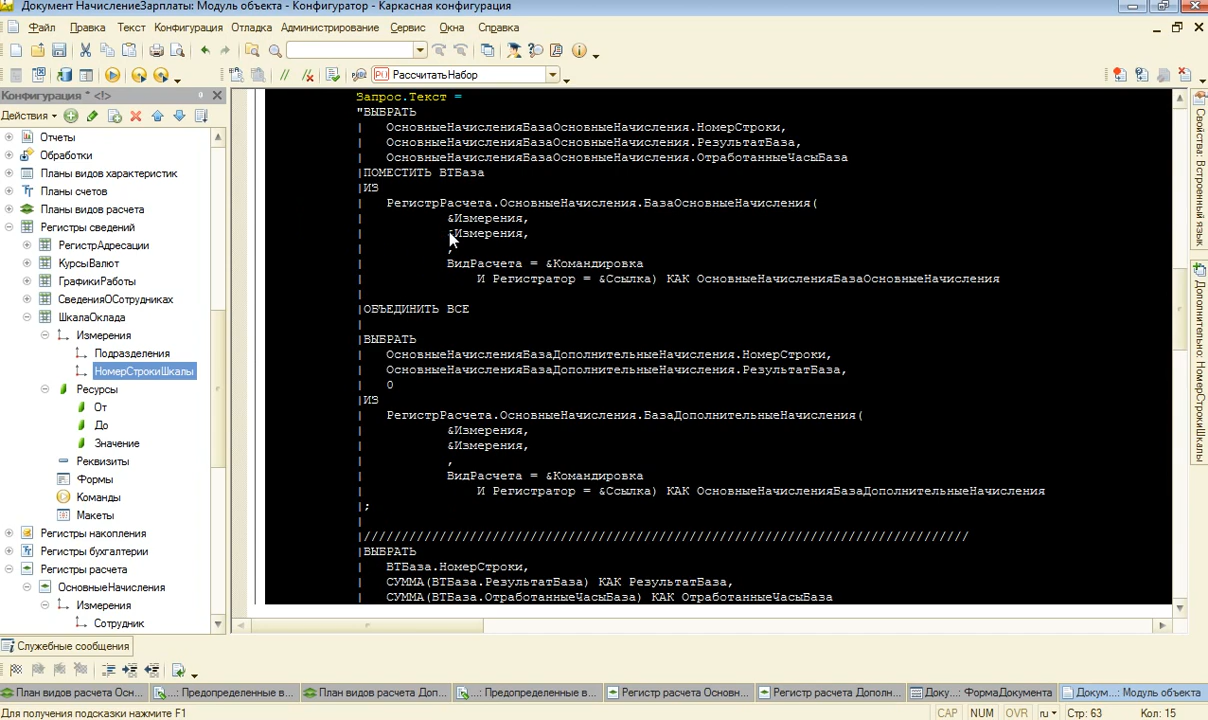 Документ НачислениеЗарплаты: Модуль объекта - Конфигуратор - Каркасная конфигурация
Файл Правка Текст Конфигурация Отладка Администрирование Сервис Окна Справка
РассчитатьНабор
Конфигурация * <!>
Действия
Отчеты
Обработки
Планы видов характеристик
Планы счетов
Планы видов расчета
Регистры сведений
РегистрАдресации
КурсыВалют
ГрафикиРаботы
СведенияОСотрудниках
ШкалаОклада
Измерения
Подразделения
НомерСтрокиШкалы
Ресурсы
От
До
Значение
Реквизиты
Формы
Команды
Макеты
Регистры накопления
Регистры бухгалтерии
Регистры расчета
ОсновныеНачисления
Измерения
Сотрудник
Запрос.Текст =
"ВЫБРАТЬ
| ОсновныеНачисленияБазаОсновныеНачисления.НомерСтроки,
| ОсновныеНачисленияБазаОсновныеНачисления.РезультатБаза,
| ОсновныеНачисленияБазаОсновныеНачисления.ОтработанныеЧасыБаза
|ПОМЕСТИТЬ ВТБаза
|ИЗ
| РегистрРасчета.ОсновныеНачисления.БазаОсновныеНачисления(
| &Измерения,
| &Измерения,
| ,
| ВидРасчета = &Командировка
| И Регистратор = &Ссылка) КАК ОсновныеНачисленияБазаОсновныеНачисления
|
|ОБЪЕДИНИТЬ ВСЕ
|
|ВЫБРАТЬ
| ОсновныеНачисленияБазаДополнительныеНачисления.НомерСтроки,
| ОсновныеНачисленияБазаДополнительныеНачисления.РезультатБаза,
| 0
|ИЗ
| РегистрРасчета.ОсновныеНачисления.БазаДополнительныеНачисления(
| &Измерения,
| &Измерения,
| ,
| ВидРасчета = &Командировка
| И Регистратор = &Ссылка) КАК ОсновныеНачисленияБазаДополнительныеНачисления
|;
|
|////////////////////////////////////////////////////////////////////////////////
|ВЫБРАТЬ
| ВТБаза.НомерСтроки,
| СУММА(ВТБаза.РезультатБаза) КАК РезультатБаза,
| СУММА(ВТБаза.ОтработанныеЧасыБаза) КАК ОтработанныеЧасыБаза
Свойства: Встроенный язык
Дополнительно: НомерСтрокиШкалы
Служебные сообщения
План видов расчета Осн... ...: Предопределенные в... План видов расчета Доп... ...: Предопределенные в... Регистр расчета Основн... Регистр расчета Дополн... Доку...: ФормаДокумента Докум...: Модуль объекта
Для получения подсказки нажмите F1 CAP NUM OVR ru Стр: 63 Кол: 15